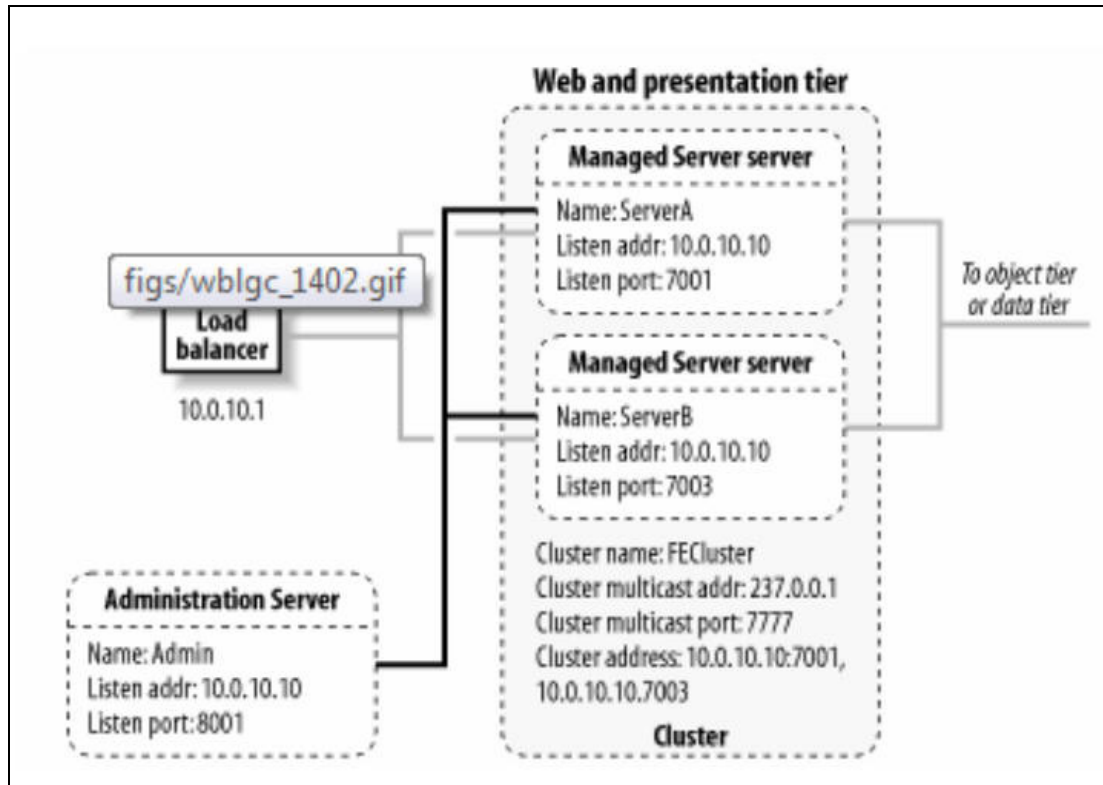 Web and presentation tier
Managed Server server
Name: ServerA
Listen addr: 10.0.10.10
Listen port: 7001
figs/wblgc_1402.gif
Load
balancer
10.0.10.1
To object tier
or data tier
Managed Server server
Name: ServerB
Listen addr: 10.0.10.10
Listen port: 7003
Cluster name: FECluster
Cluster multicast addr: 237.0.0.1
Cluster multicast port: 7777
Cluster address: 10.0.10.10:7001,
10.0.10.10.7003
Cluster
Administration Server
Name: Admin
Listen addr: 10.0.10.10
Listen port: 8001